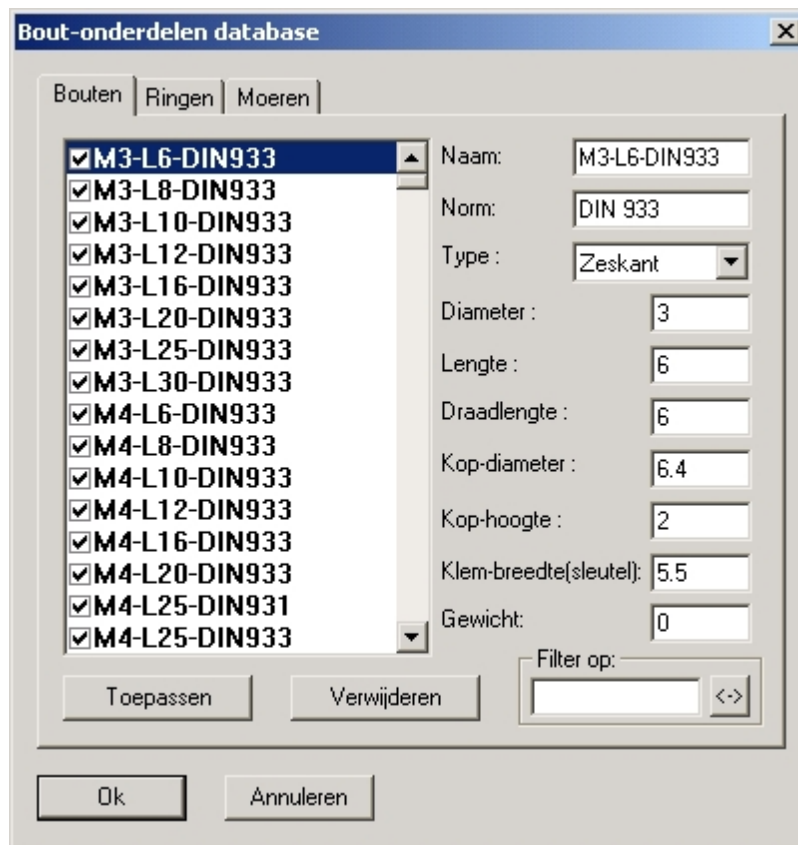 Bout-onderdelen database
Bouten Ringen Moeren
M3-L6-DIN933
M3-L8-DIN933
M3-L10-DIN933
M3-L12-DIN933
M3-L16-DIN933
M3-L20-DIN933
M3-L25-DIN933
M3-L30-DIN933
M4-L6-DIN933
M4-L8-DIN933
M4-L10-DIN933
M4-L12-DIN933
M4-L16-DIN933
M4-L20-DIN933
M4-L25-DIN931
M4-L25-DIN933
Naam: M3-L6-DIN933
Norm: DIN 933
Type : Zeskant
Diameter : 3
Lengte : 6
Draadlengte : 6
Kop-diameter : 6.4
Kop-hoogte : 2
Klem-breedte(sleutel): 5.5
Gewicht: 0
Filter op:
<->
Toepassen Verwijderen
Ok Annuleren